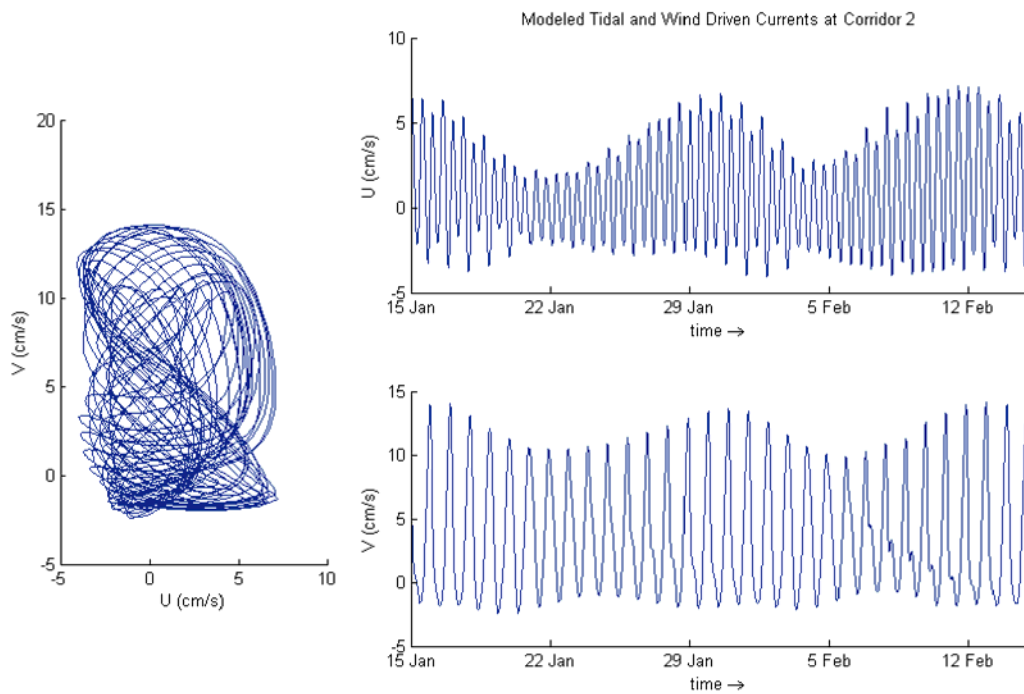 Modeled Tidal and Wind Driven Currents at Corridor 2
20
15
10
5
0
-5
V (cm/s)
-5 0 5 10
U (cm/s)
10
5
0
-5
U (cm/s)
15 Jan 22 Jan 29 Jan 5 Feb 12 Feb
time →
15
10
5
0
-5
V (cm/s)
15 Jan 22 Jan 29 Jan 5 Feb 12 Feb
time →